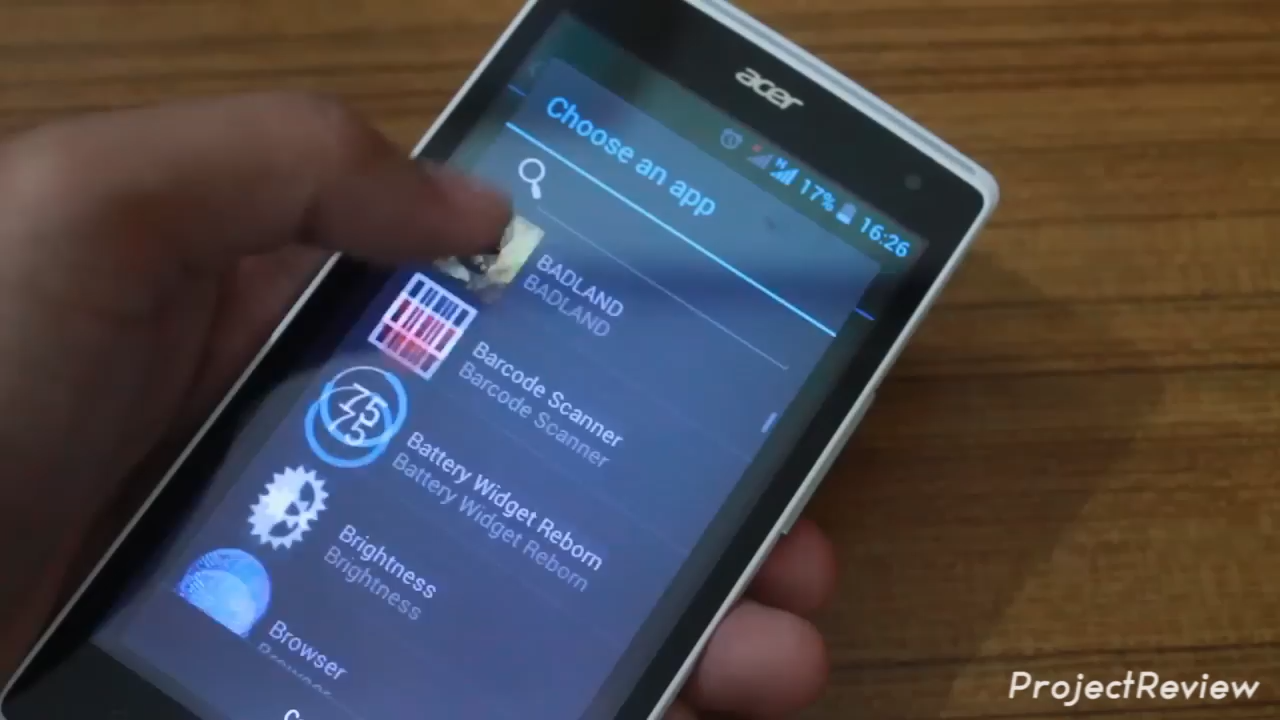 acer
17% 16:26
Choose an app
BADLAND
BADLAND
Barcode Scanner
Barcode Scanner
75
75
Battery Widget Reborn
Battery Widget Reborn
Brightness
Brightness
Browser
Browser
ProjectReview